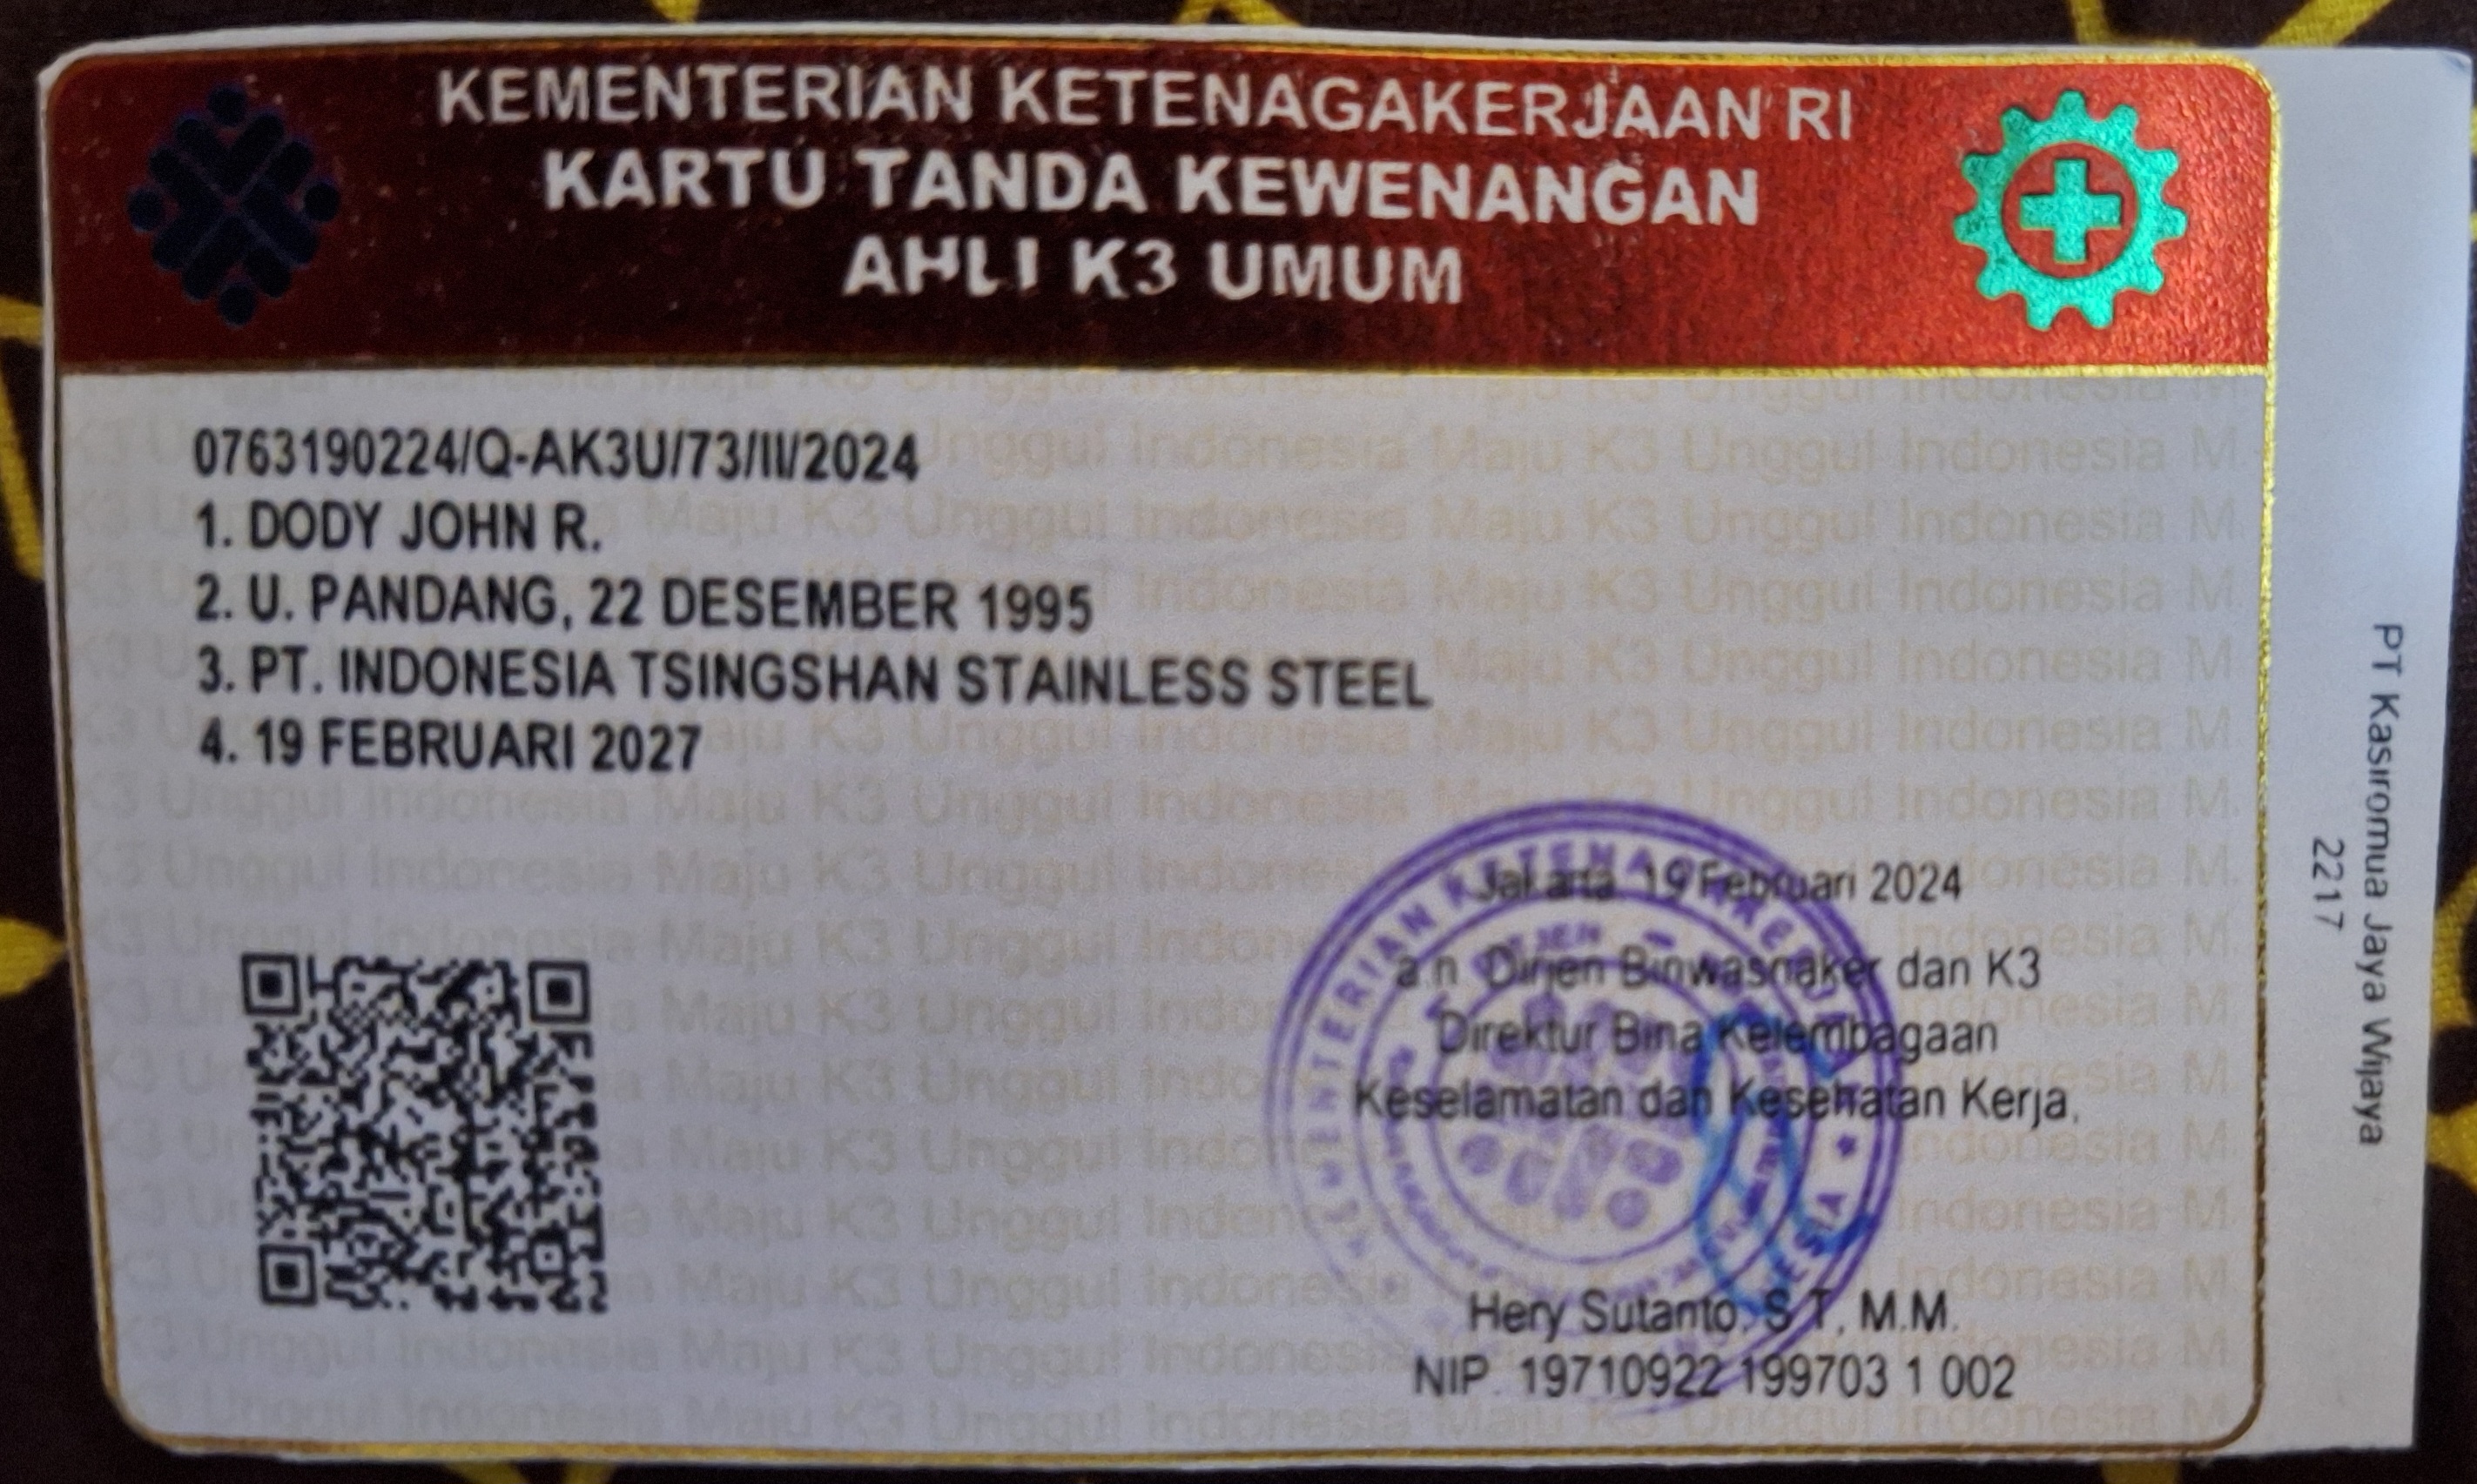 KEMENTERIAN KETENAGAKERJAAN RI
KARTU TANDA KEWENANGAN
AHLI K3 UMUM
0763190224/Q-AK3U/73/II/2024
1. DODY JOHN R.
2. U. PANDANG, 22 DESEMBER 1995
3. PT. INDONESIA TSINGSHAN STAINLESS STEEL
4. 19 FEBRUARI 2027
Jakarta, 19 Februari 2024
a.n. Dirjen Binwasnaker dan K3
Direktur Bina Kelembagaan
Keselamatan dan Kesehatan Kerja,
Hery Sutanto, S.T, M.M.
NIP. 19710922 199703 1 002
PT Kasiromua Jaya Wijaya
2217